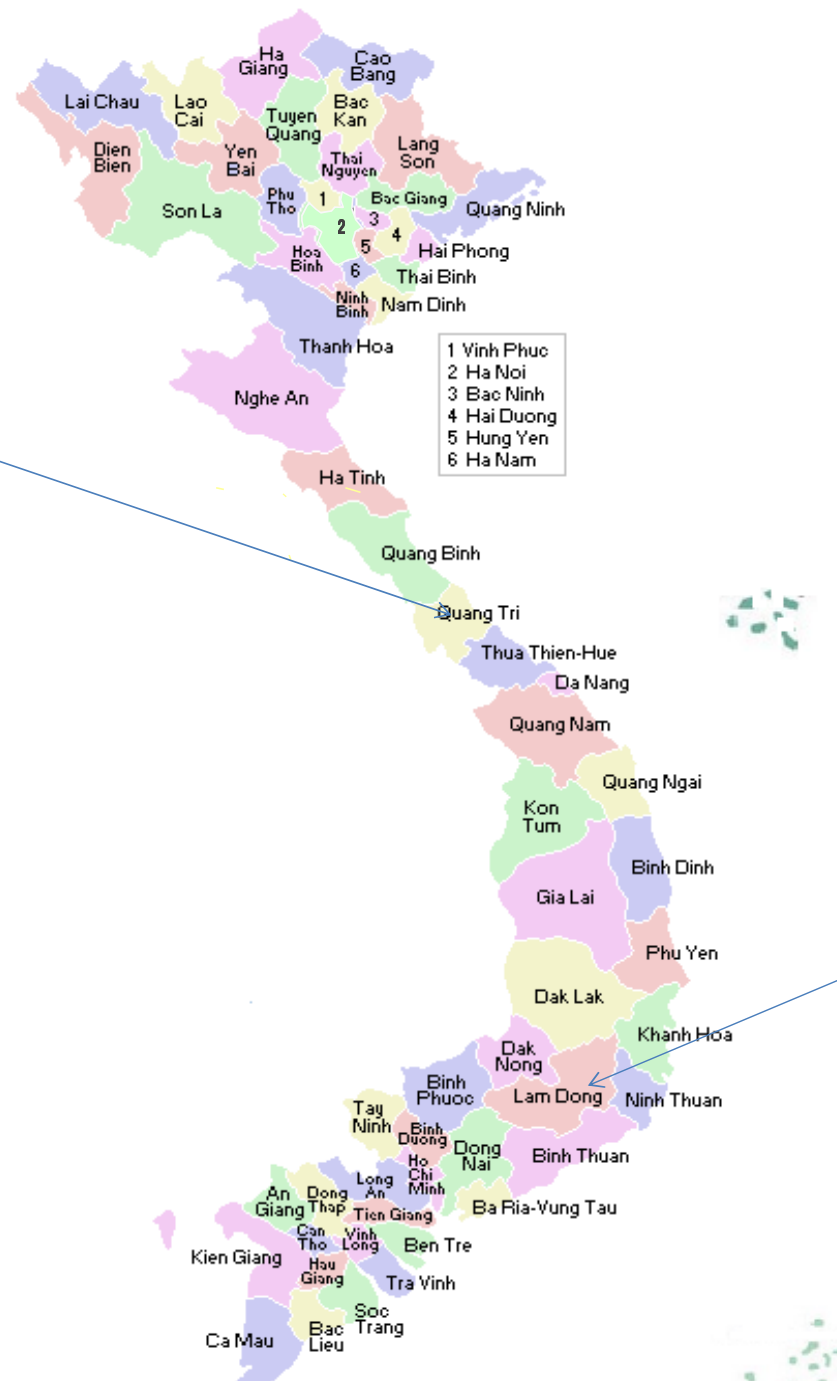 Ha
Giang
Cao
Bang
Lai Chau
Lao
Cai
Tuyen
Quang
Bac
Kan
Lang
Son
Dien
Bien
Yen
Bai
Thai
Nguyen
Son La
Phu
Tho
1
Bac Giang
Quang Ninh
2
3
4
5
Hai Phong
Hoa
Binh
6
Thai Binh
Ninh
Binh
Nam Dinh
Thanh Hoa
1 Vinh Phuc
2 Ha Noi
3 Bac Ninh
4 Hai Duong
5 Hung Yen
6 Ha Nam
Nghe An
Ha Tinh
Quang Binh
Quang Tri
Thua Thien-Hue
Da Nang
Quang Nam
Quang Ngai
Kon
Tum
Binh Dinh
Gia Lai
Phu Yen
Dak Lak
Khanh Hoa
Dak
Nong
Binh
Phuoc
Lam Dong
Ninh Thuan
Tay
Ninh
Binh
Duong
Dong
Nai
Binh Thuan
Ho
Chi
Minh
Long
An
An
Giang
Dong
Thap
Tien Giang
Ba Ria-Vung Tau
Can
Tho
Vinh
Long
Ben Tre
Kien Giang
Hau
Giang
Tra Vinh
Soc
Trang
Ca Mau
Bac
Lieu